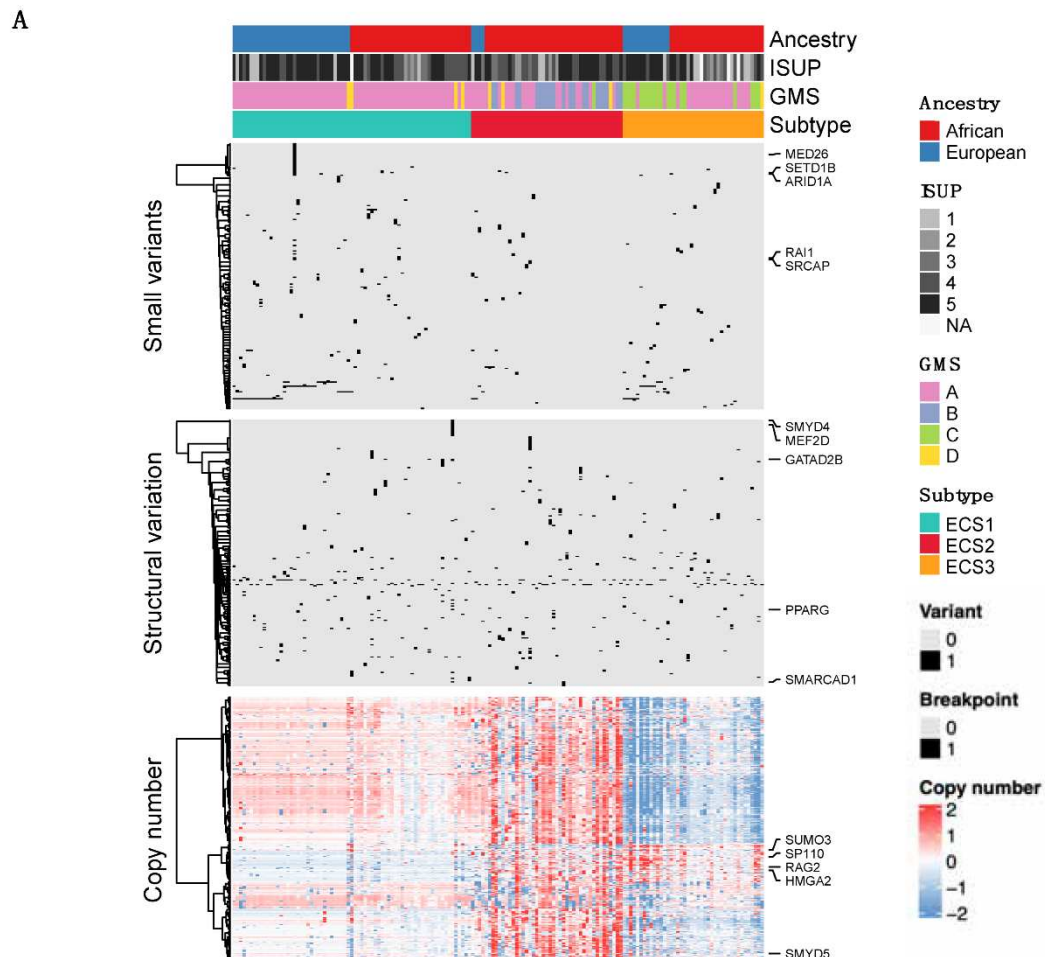 A
Ancestry
ISUP
GMS
Subtype
Small variants
MED26
SETD1B
ARID1A
RAI1
SRCAP
Structural variation
SMYD4
MEF2D
GATAD2B
PPARG
SMARCAD1
Copy number
SUMO3
SP110
RAG2
HMGA2
SMYD5
Ancestry
African
European
ISUP
1
2
3
4
5
NA
GMS
A
B
C
D
Subtype
ECS1
ECS2
ECS3
Variant
0
1
Breakpoint
0
1
Copy number
2
1
0
−1
−2